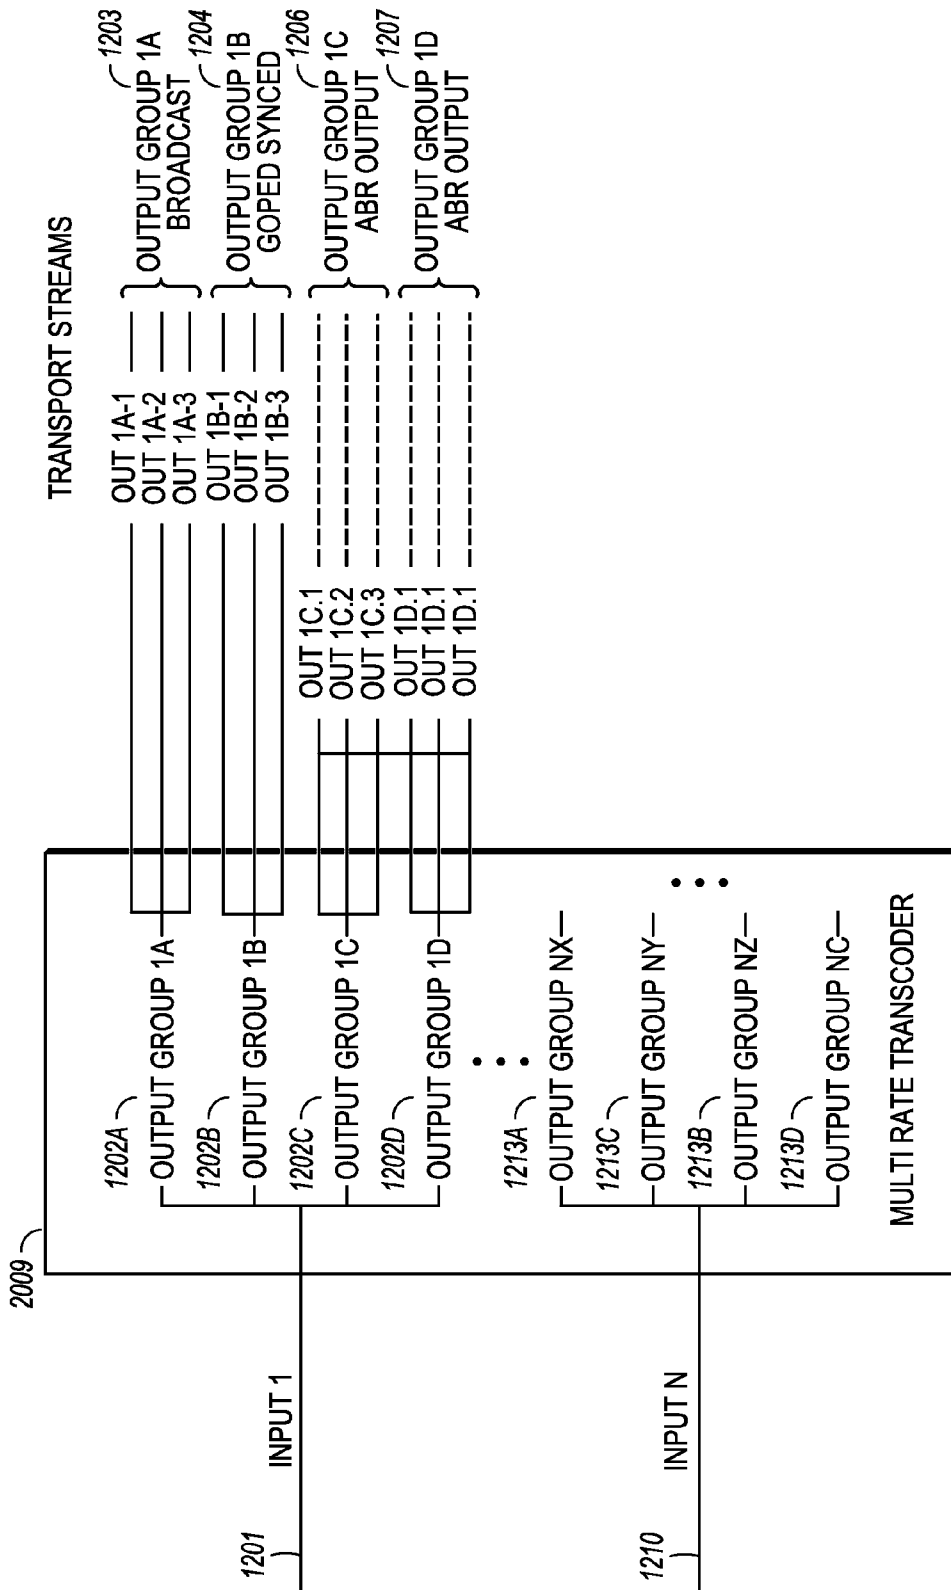 2009
1201
INPUT 1
1202A
OUTPUT GROUP 1A
1202B
OUTPUT GROUP 1B
1202C
OUTPUT GROUP 1C
1202D
OUTPUT GROUP 1D
1210
INPUT N
1213A
OUTPUT GROUP NX
1213C
OUTPUT GROUP NY
1213B
OUTPUT GROUP NZ
1213D
OUTPUT GROUP NC
MULTI RATE TRANSCODER
TRANSPORT STREAMS
OUT 1A-1
OUT 1A-2
OUT 1A-3
OUT 1B-1
OUT 1B-2
OUT 1B-3
OUT 1C.1
OUT 1C.2
OUT 1C.3
OUT 1D.1
OUT 1D.1
OUT 1D.1
1203
OUTPUT GROUP 1A
BROADCAST
1204
OUTPUT GROUP 1B
GOPED SYNCED
1206
OUTPUT GROUP 1C
ABR OUTPUT
1207
OUTPUT GROUP 1D
ABR OUTPUT